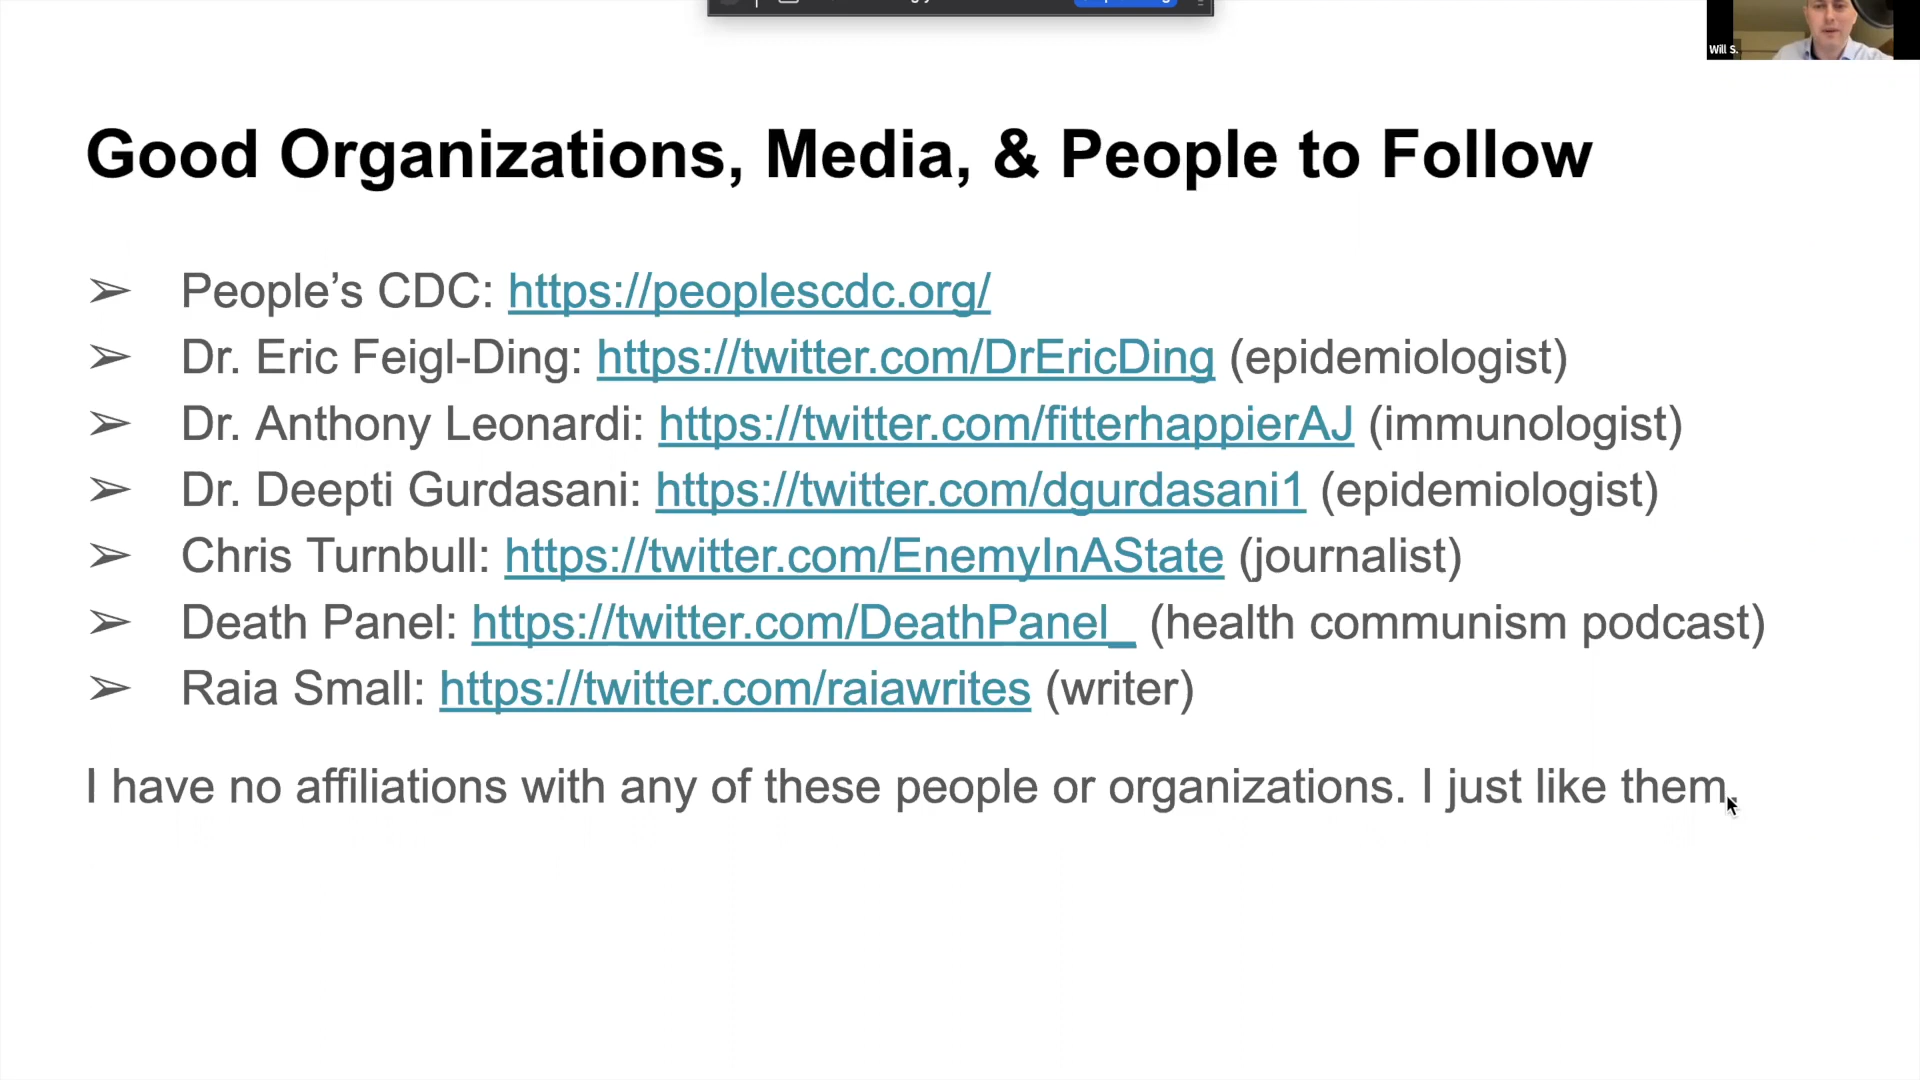 Will S.
Good Organizations, Media, & People to Follow
➢ People’s CDC: https://peoplescdc.org/
➢ Dr. Eric Feigl-Ding: https://twitter.com/DrEricDing (epidemiologist)
➢ Dr. Anthony Leonardi: https://twitter.com/fitterhappierAJ (immunologist)
➢ Dr. Deepti Gurdasani: https://twitter.com/dgurdasani1 (epidemiologist)
➢ Chris Turnbull: https://twitter.com/EnemyInAState (journalist)
➢ Death Panel: https://twitter.com/DeathPanel_ (health communism podcast)
➢ Raia Small: https://twitter.com/raiawrites (writer)
I have no affiliations with any of these people or organizations. I just like them.